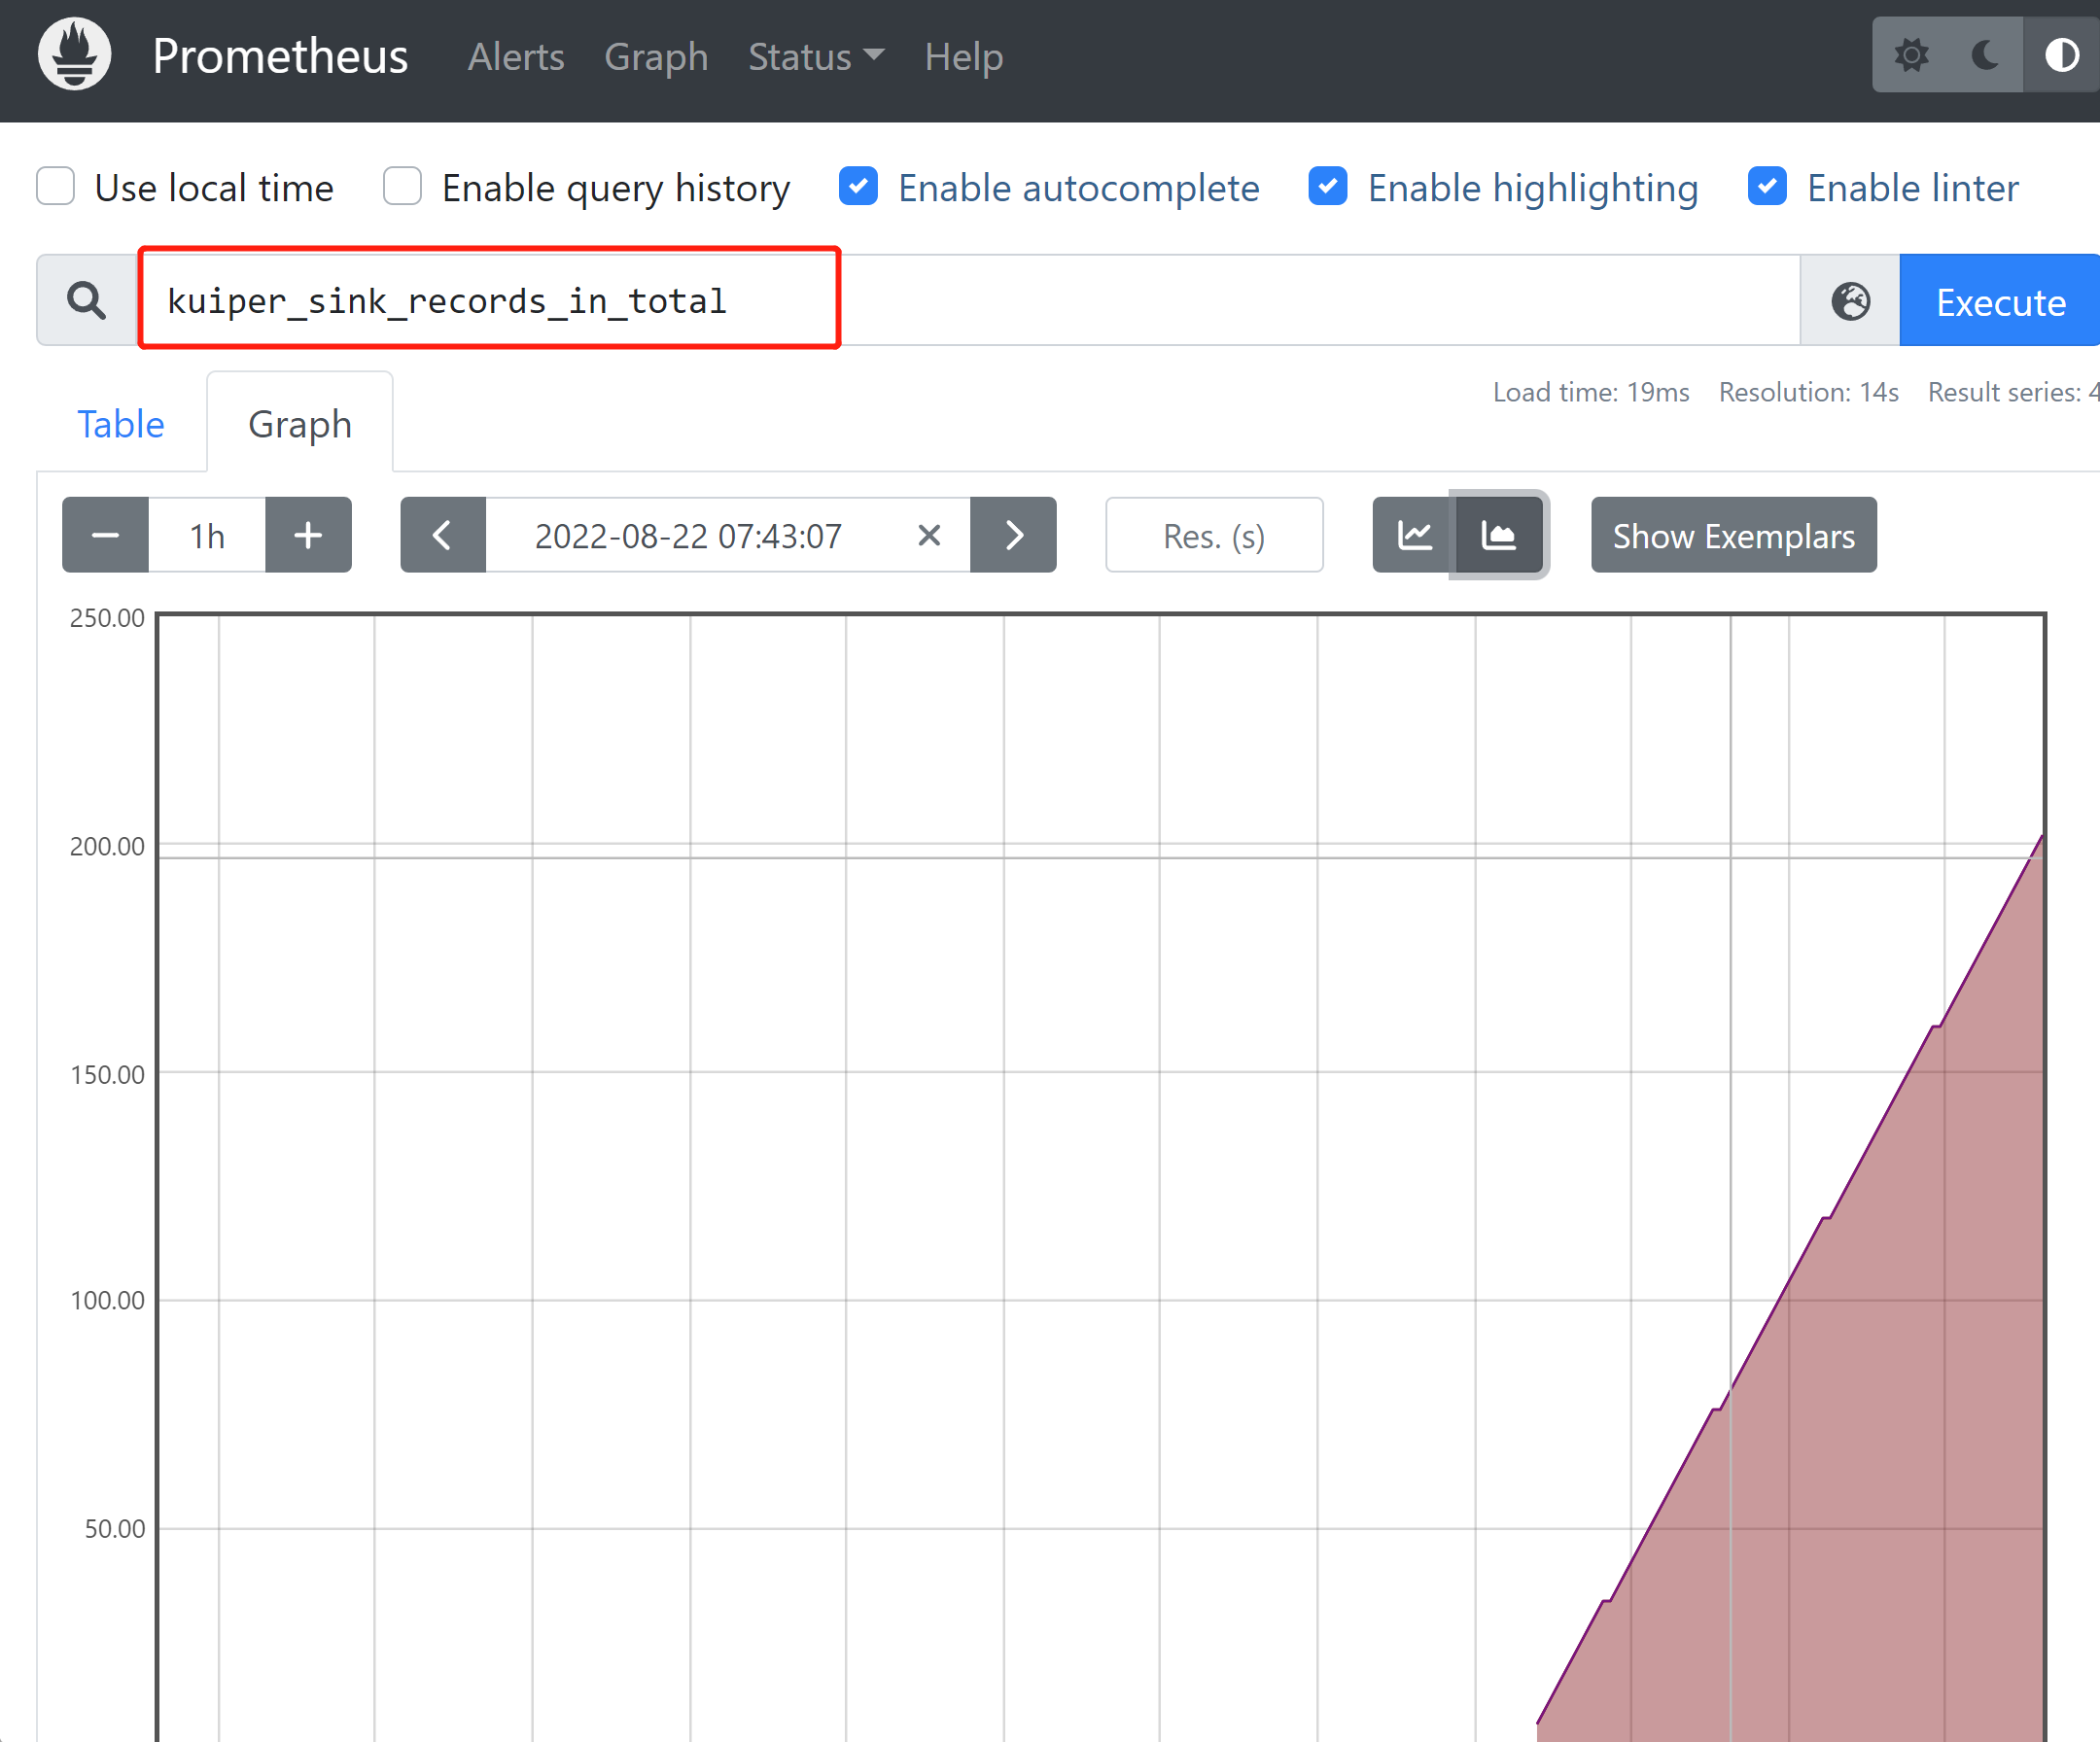 Prometheus Alerts Graph Status Help
Use local time Enable query history Enable autocomplete Enable highlighting Enable linter
kuiper_sink_records_in_total Execute
Load time: 19ms Resolution: 14s Result series: 4
Table Graph
1h 2022-08-22 07:43:07 Res. (s) Show Exemplars
250.00
200.00
150.00
100.00
50.00